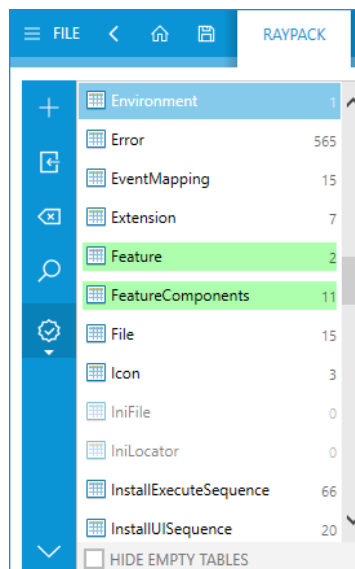 FILE RAYPACK
Environment 1
Error 565
EventMapping 15
Extension 7
Feature 2
FeatureComponents 11
File 15
Icon 3
IniFile 0
IniLocator 0
InstallExecuteSequence 66
InstallUISequence 20
HIDE EMPTY TABLES